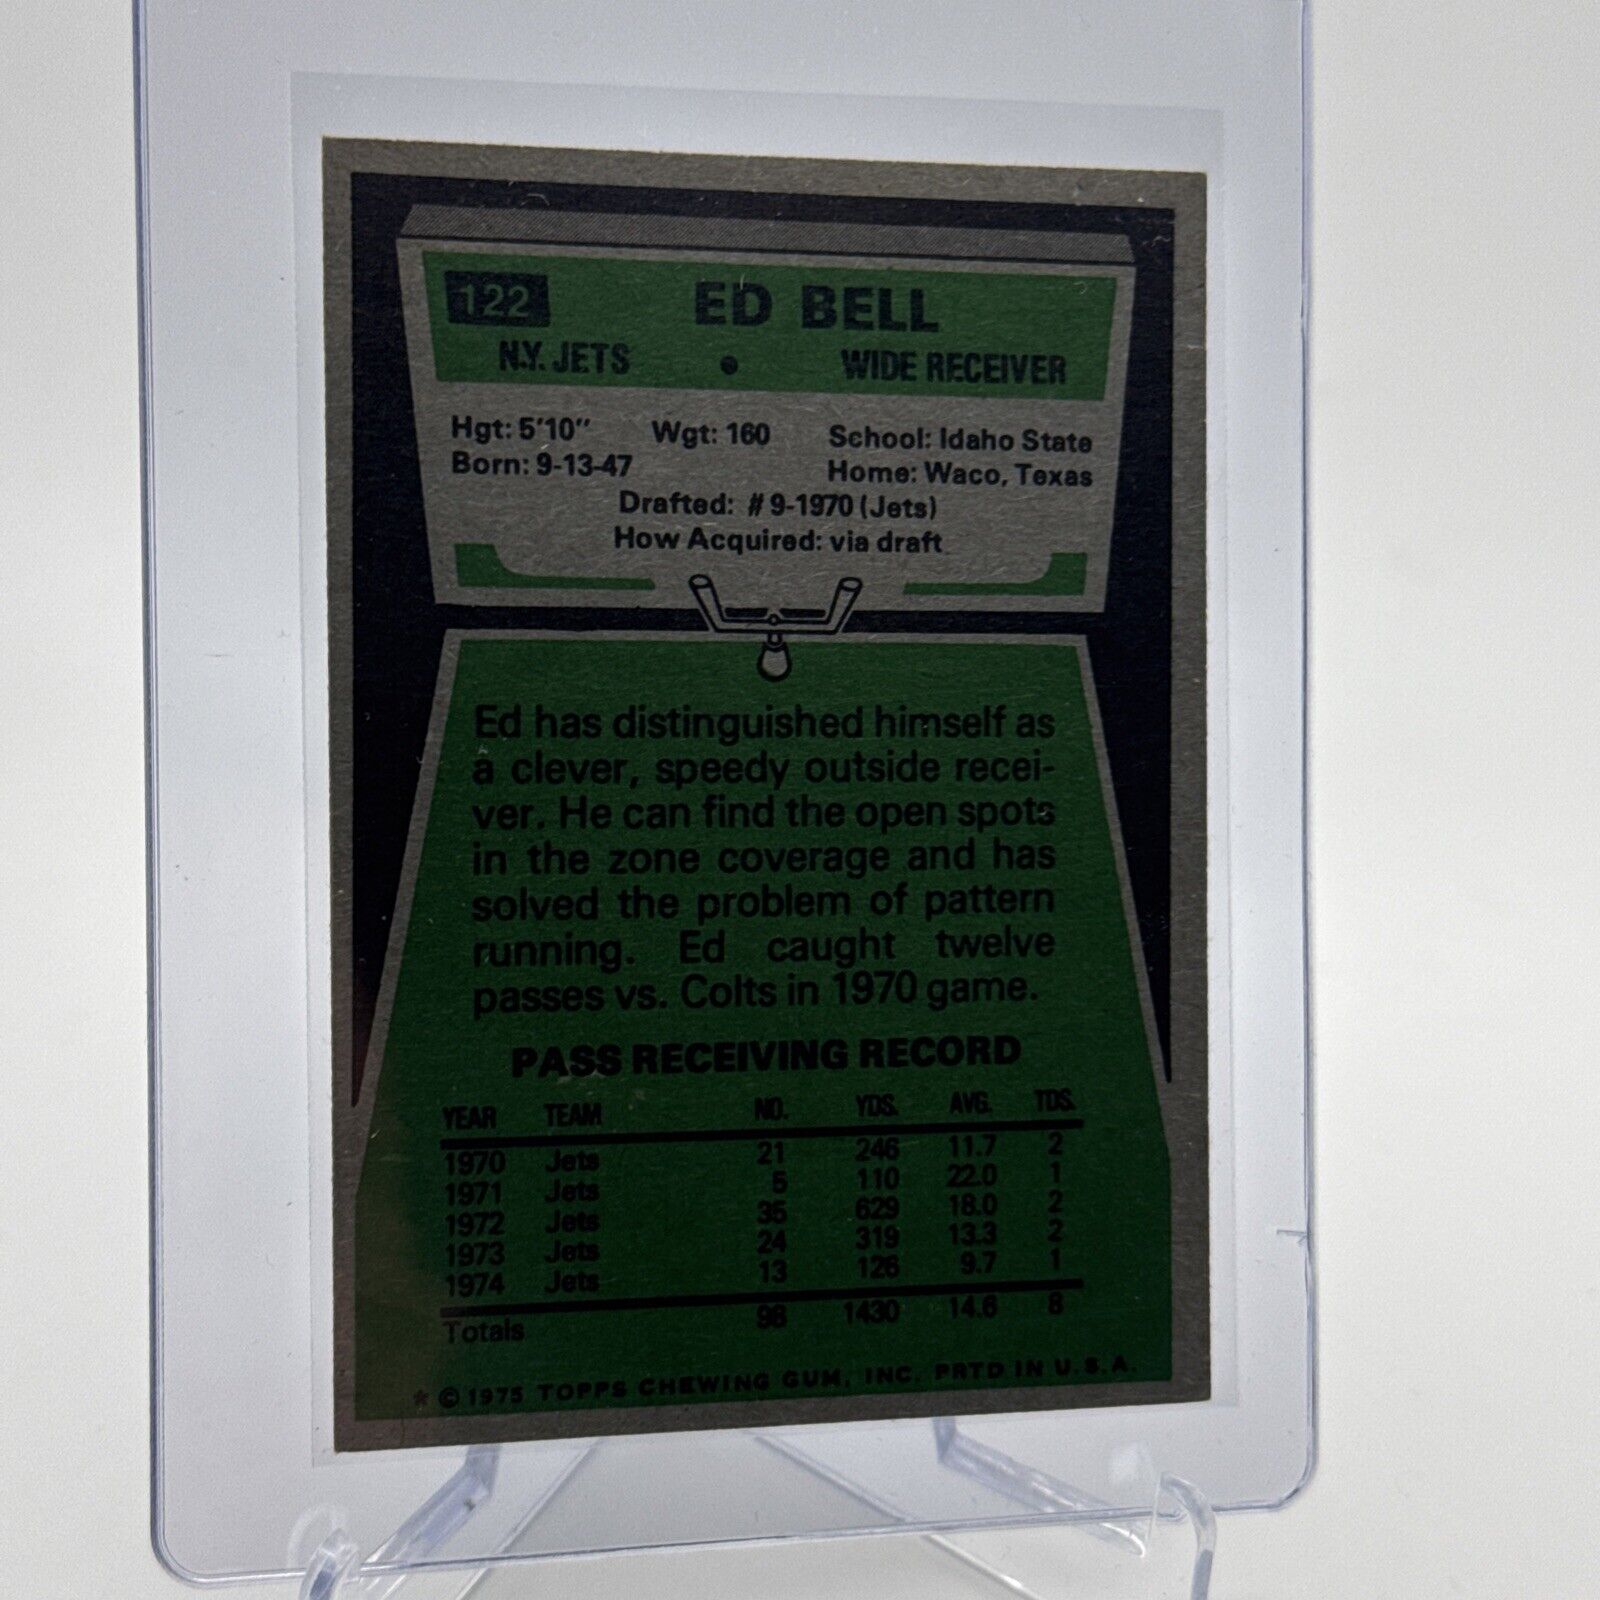 122 ED BELL
N.Y. JETS • WIDE RECEIVER
Hgt: 5'10" Wgt: 160 School: Idaho State
Born: 9-13-47 Home: Waco, Texas
Drafted: #9-1970 (Jets)
How Acquired: via draft
Ed has distinguished himself as
a clever, speedy outside recei-
ver. He can find the open spots
in the zone coverage and has
solved the problem of pattern
running. Ed caught twelve
passes vs. Colts in 1970 game.
PASS RECEIVING RECORD
YEAR TEAM NO. YDS. AVG. TDS.
1970 Jets 21 246 11.7 2
1971 Jets 5 110 22.0 1
1972 Jets 35 629 18.0 2
1973 Jets 24 319 13.3 2
1974 Jets 13 126 9.7 1
Totals 98 1430 14.6 8
* © 1975 TOPPS CHEWING GUM, INC. PRTD IN U.S.A.